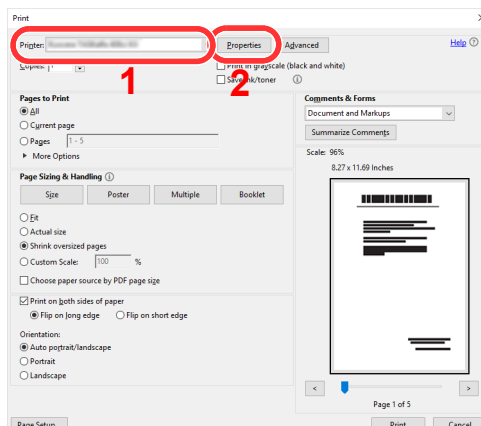 Print
Printer: Properties Advanced Help
Copies: 1 Print in grayscale (black and white)
1 2
Save ink/toner
Pages to Print
All
Current page
Pages 1 - 5
More Options
Page Sizing & Handling
Size Poster Multiple Booklet
Fit
Actual size
Shrink oversized pages
Custom Scale: 100 %
Choose paper source by PDF page size
Print on both sides of paper
Flip on long edge Flip on short edge
Orientation:
Auto portrait/landscape
Portrait
Landscape
Comments & Forms
Document and Markups
Summarize Comments
Scale: 96%
8.27 x 11.69 Inches
< >
Page 1 of 5
Page Setup... Print Cancel